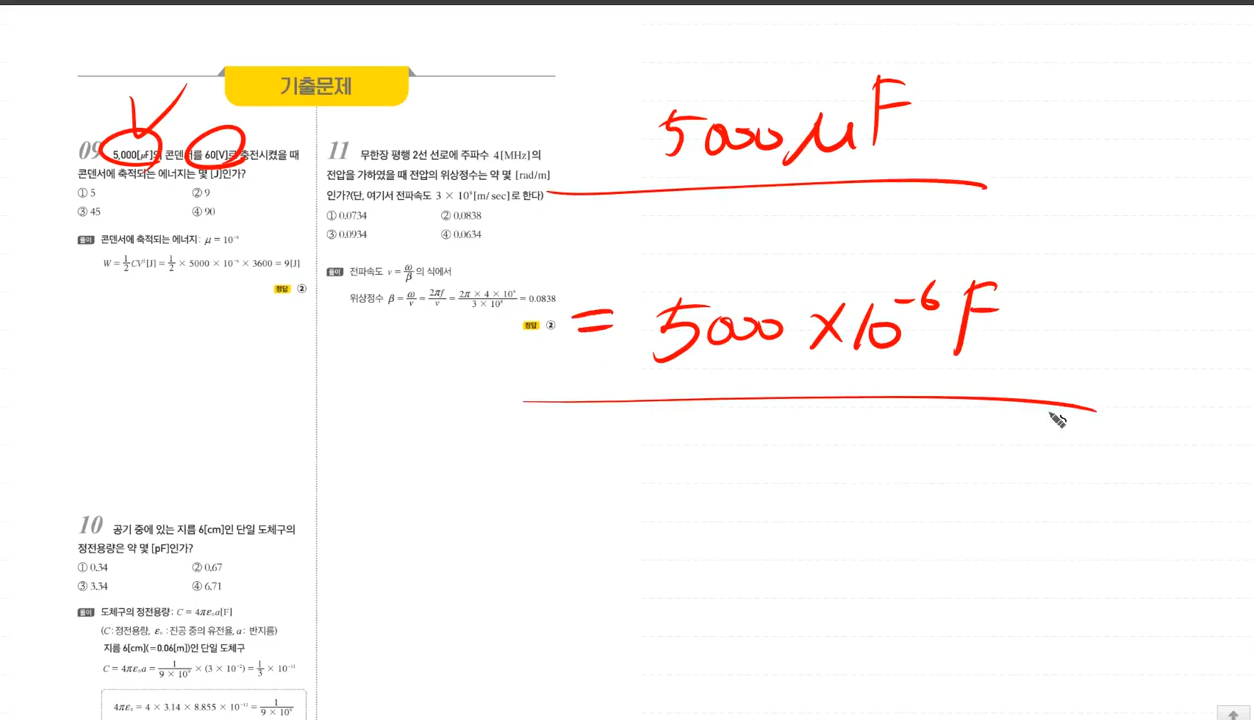 기출문제
09 5,000[μF]의 콘덴서를 60[V]로 충전시켰을 때
콘덴서에 축적되는 에너지는 몇 [J]인가?
① 5 ② 9
③ 45 ④ 90
풀이 콘덴서에 축적되는 에너지 : μ = 10⁻⁶
W = 1/2 CV²[J] = 1/2 × 5000 × 10⁻⁶ × 3600 = 9[J]
정답 ②
10 공기 중에 있는 지름 6[cm]인 단일 도체구의
정전용량은 약 몇 [pF]인가?
① 0.34 ② 0.67
③ 3.34 ④ 6.71
풀이 도체구의 정전용량 : C = 4πε₀a[F]
(C : 정전용량, ε₀ : 진공 중의 유전율, a : 반지름)
지름 6[cm](=0.06[m])인 단일 도체구
C = 4πε₀a = 1/(9 × 10⁹) × (3 × 10⁻²) = 1/3 × 10⁻¹¹
4πε₀ = 4 × 3.14 × 8.855 × 10⁻¹² = 1/(9 × 10⁹)
11 무한장 평행 2선 선로에 주파수 4[MHz]의
전압을 가하였을 때 전압의 위상정수는 약 몇 [rad/m]
인가?(단, 여기서 전파속도 3 × 10⁸[m/sec]로 한다)
① 0.0734 ② 0.0838
③ 0.0934 ④ 0.0634
풀이 전파속도 v = ω/β 의 식에서
위상정수 β = ω/v = 2πf/v = (2π × 4 × 10⁶)/(3 × 10⁸) = 0.0838
정답 ②
5000μF
= 5000 × 10⁻⁶ F